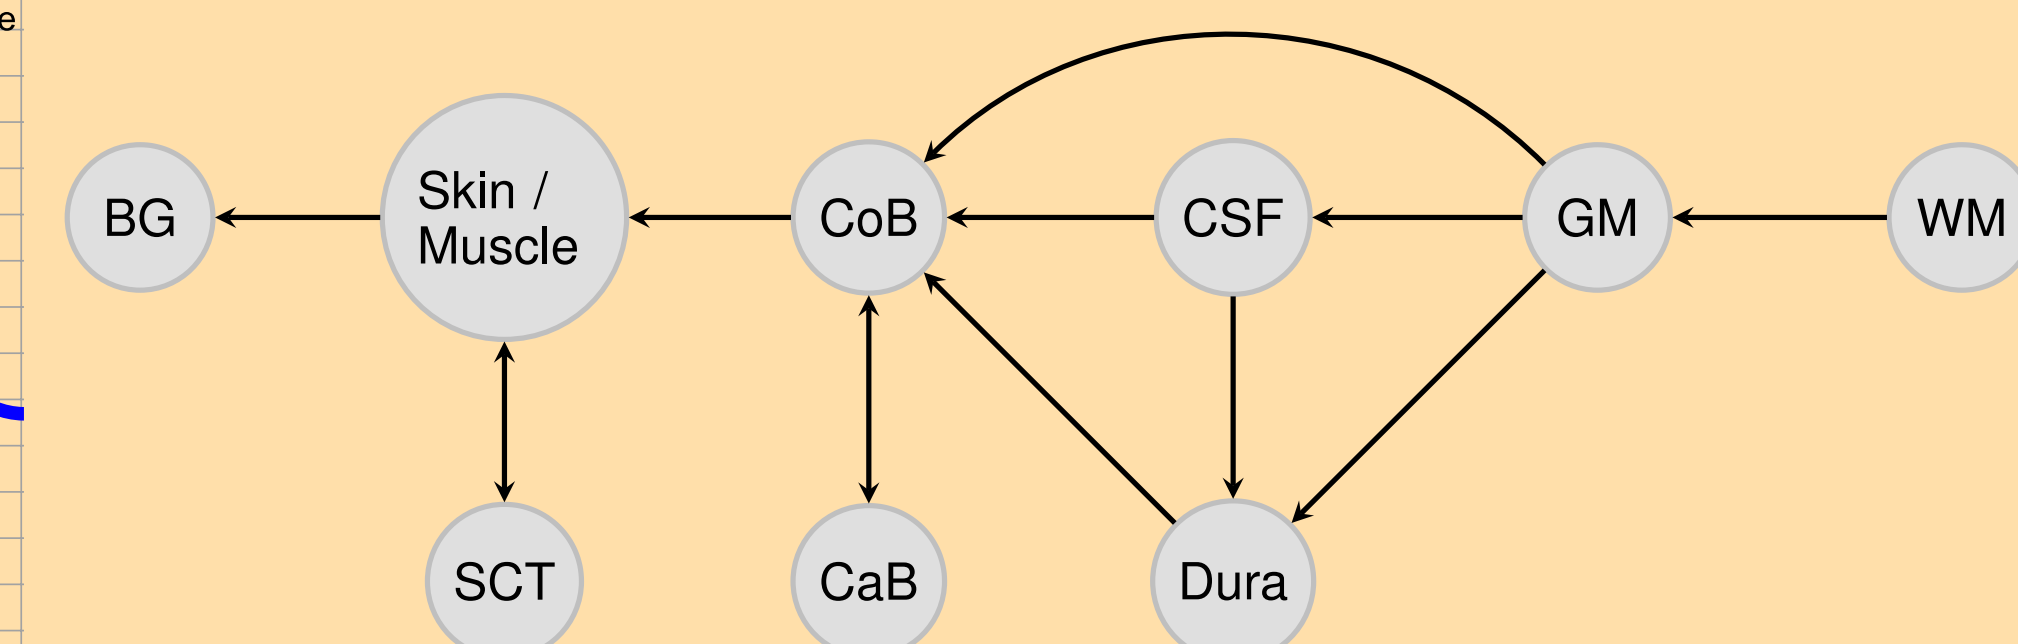 e
BG
Skin /
Muscle
CoB
CSF
GM
WM
SCT
CaB
Dura